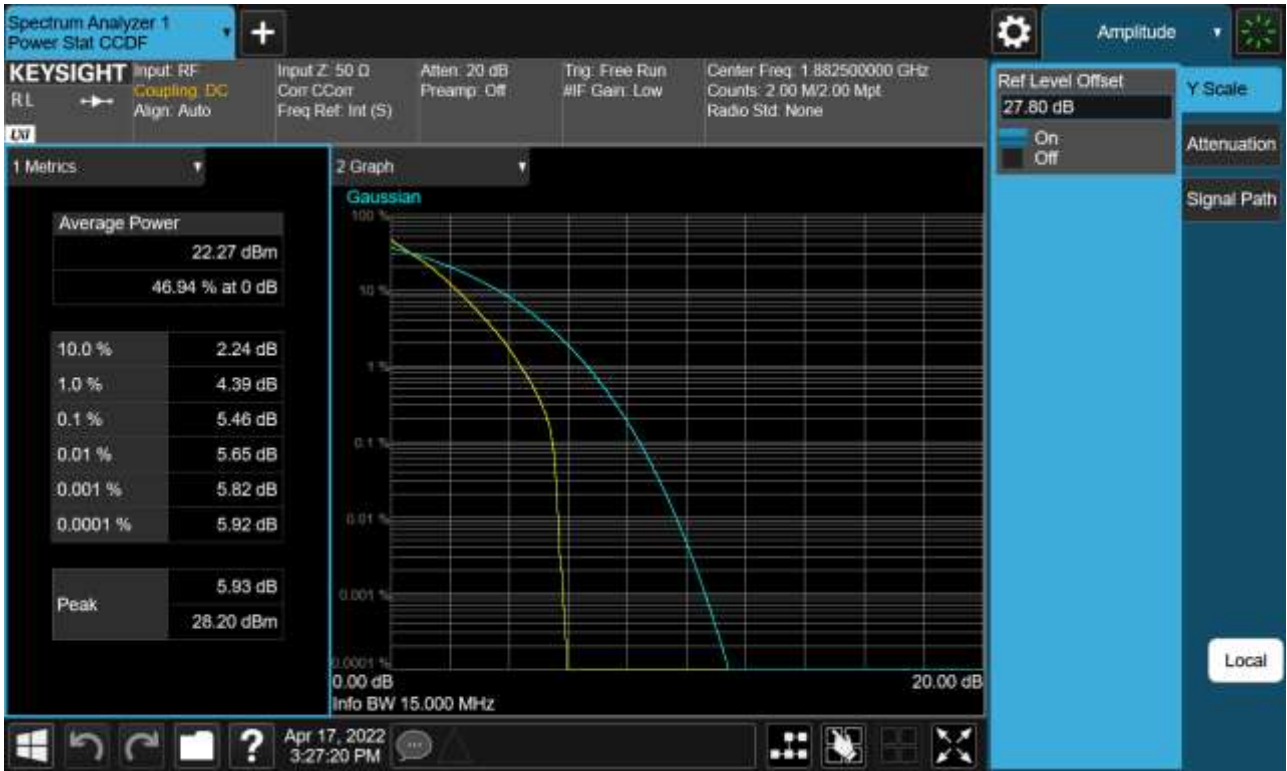 Spectrum Analyzer 1
Power Stat CCDF
+
Amplitude
KEYSIGHT
RL
LXI
Input: RF
Coupling: DC
Align: Auto
Input Z: 50 Ω
Corr CCorr
Freq Ref: Int (S)
Atten: 20 dB
Preamp: Off
Trig: Free Run
#IF Gain: Low
Center Freq: 1.882500000 GHz
Counts: 2.00 M/2.00 Mpt
Radio Std: None
Ref Level Offset
27.80 dB
On
Off
Y Scale
Attenuation
Signal Path
1 Metrics
Average Power
22.27 dBm
46.94 % at 0 dB
10.0 % 2.24 dB
1.0 % 4.39 dB
0.1 % 5.46 dB
0.01 % 5.65 dB
0.001 % 5.82 dB
0.0001 % 5.92 dB
Peak
5.93 dB
28.20 dBm
2 Graph
Gaussian
100 %
10 %
1 %
0.1 %
0.01 %
0.001 %
0.0001 %
0.00 dB 20.00 dB
Info BW 15.000 MHz
Local
?
Apr 17, 2022
3:27:20 PM